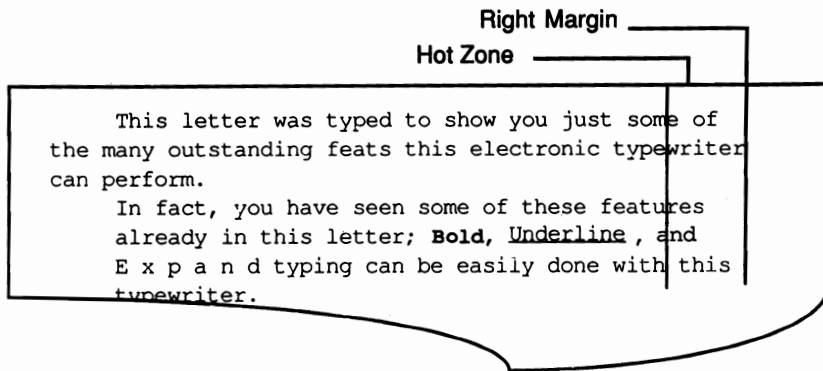 Right Margin
Hot Zone
This letter was typed to show you just some of
the many outstanding feats this electronic typewriter
can perform.
In fact, you have seen some of these features
already in this letter; Bold, Underline , and
E x p a n d typing can be easily done with this
typewriter.